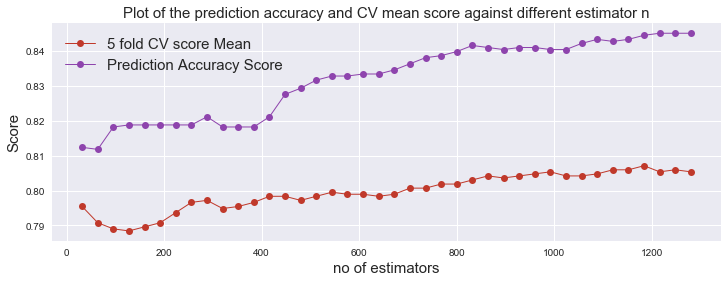 Plot of the prediction accuracy and CV mean score against different estimator n
5 fold CV score Mean
Prediction Accuracy Score
Score
0.84
0.83
0.82
0.81
0.80
0.79
0 200 400 600 800 1000 1200
no of estimators